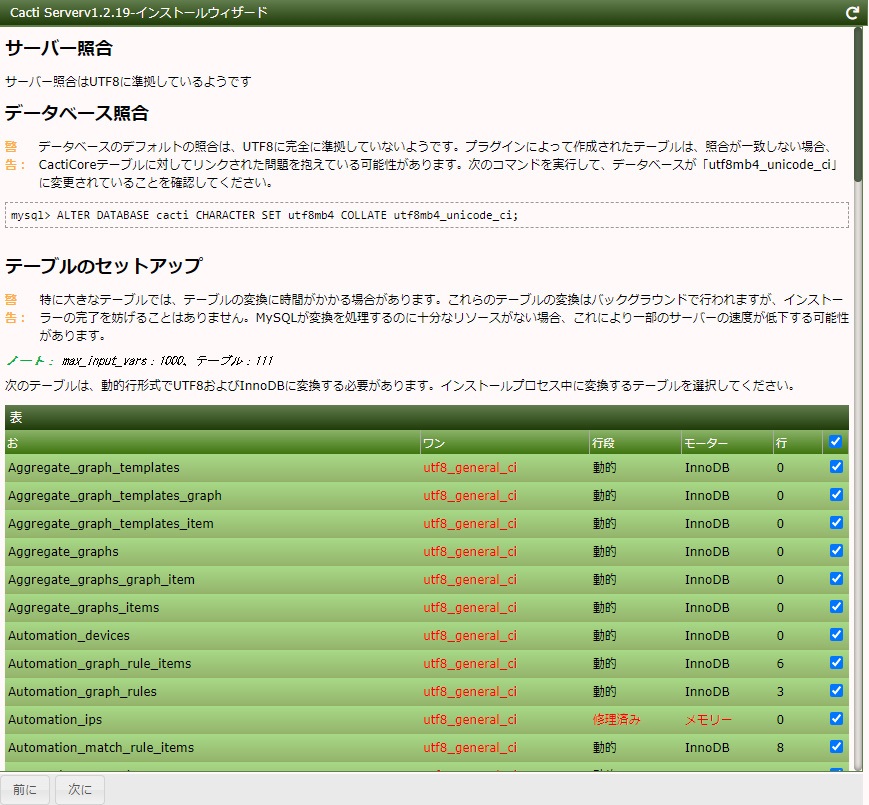 Cacti Serverv1.2.19-インストールウィザード
サーバー照合
サーバー照合はUTF8に準拠しているようです
データベース照合
警告： データベースのデフォルトの照合は、UTF8に完全に準拠していないようです。プラグインによって作成されたテーブルは、照合が一致しない場合、
CactiCoreテーブルに対してリンクされた問題を抱えている可能性があります。次のコマンドを実行して、データベースが「utf8mb4_unicode_ci」
に変更されていることを確認してください。
mysql> ALTER DATABASE cacti CHARACTER SET utf8mb4 COLLATE utf8mb4_unicode_ci;
テーブルのセットアップ
警告： 特に大きなテーブルでは、テーブルの変換に時間がかかる場合があります。これらのテーブルの変換はバックグラウンドで行われますが、インストー
ラーの完了を妨げることはありません。MySQLが変換を処理するのに十分なリソースがない場合、これにより一部のサーバーの速度が低下する可能性
があります。
ノート： max_input_vars：1000、テーブル：111
次のテーブルは、動的行形式でUTF8およびInnoDBに変換する必要があります。インストールプロセス中に変換するテーブルを選択してください。
表
お ワン 行段 モーター 行
Aggregate_graph_templates utf8_general_ci 動的 InnoDB 0
Aggregate_graph_templates_graph utf8_general_ci 動的 InnoDB 0
Aggregate_graph_templates_item utf8_general_ci 動的 InnoDB 0
Aggregate_graphs utf8_general_ci 動的 InnoDB 0
Aggregate_graphs_graph_item utf8_general_ci 動的 InnoDB 0
Aggregate_graphs_items utf8_general_ci 動的 InnoDB 0
Automation_devices utf8_general_ci 動的 InnoDB 0
Automation_graph_rule_items utf8_general_ci 動的 InnoDB 6
Automation_graph_rules utf8_general_ci 動的 InnoDB 3
Automation_ips utf8_general_ci 修理済み メモリー 0
Automation_match_rule_items utf8_general_ci 動的 InnoDB 8
前に 次に